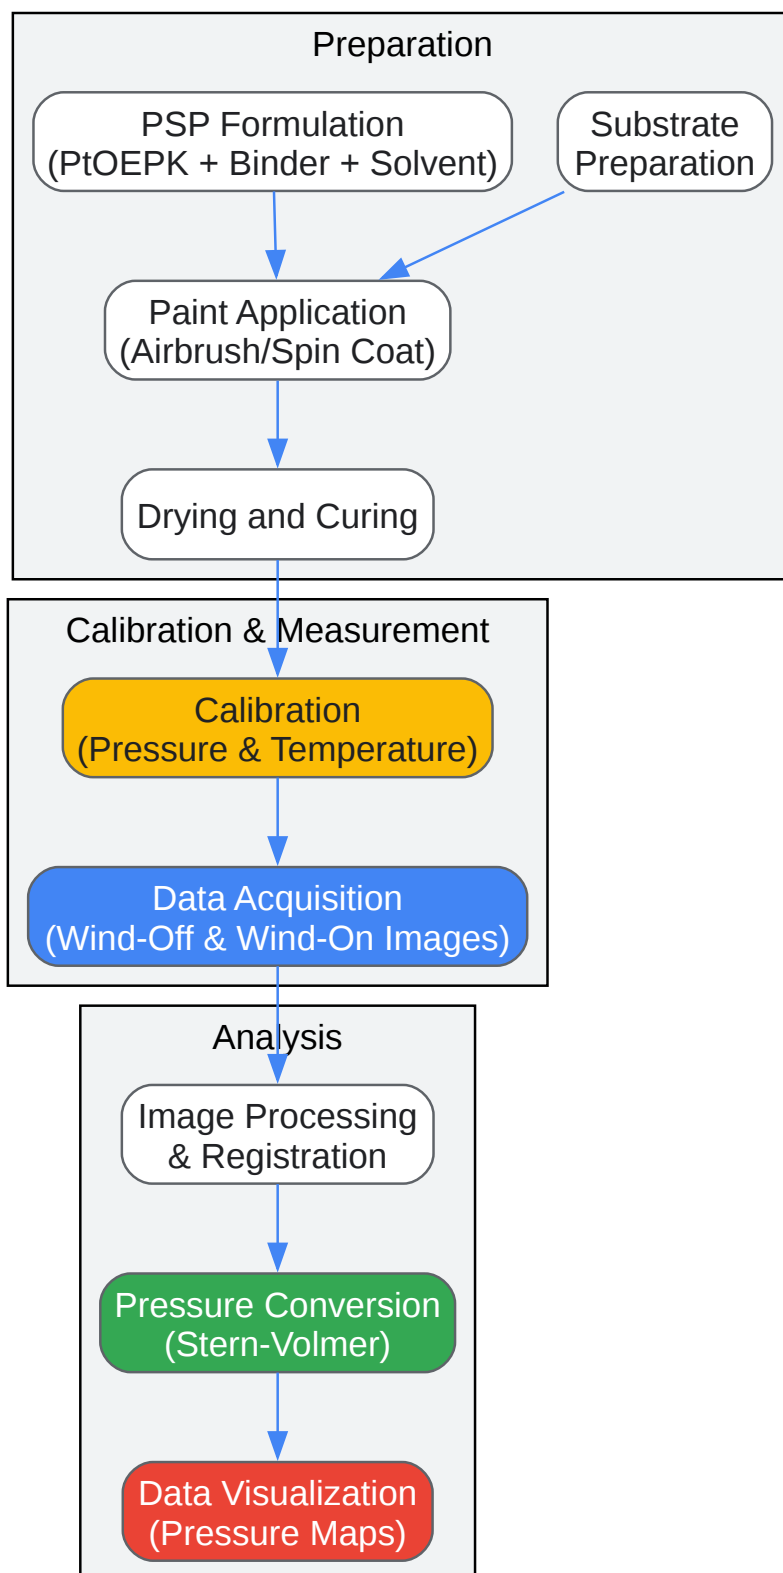 Preparation
PSP Formulation
(PtOEPK + Binder + Solvent)
Substrate
Preparation
Paint Application
(Airbrush/Spin Coat)
Drying and Curing
Calibration & Measurement
Calibration
(Pressure & Temperature)
Data Acquisition
(Wind-Off & Wind-On Images)
Analysis
Image Processing
& Registration
Pressure Conversion
(Stern-Volmer)
Data Visualization
(Pressure Maps)